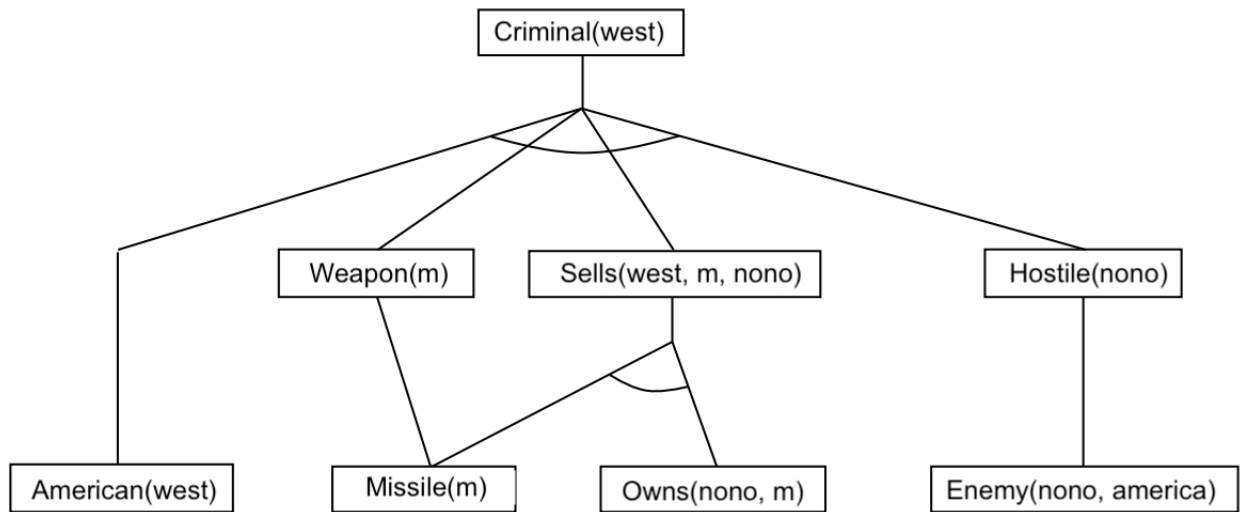 Criminal(west)
Weapon(m)
Sells(west, m, nono)
Hostile(nono)
American(west)
Missile(m)
Owns(nono, m)
Enemy(nono, america)